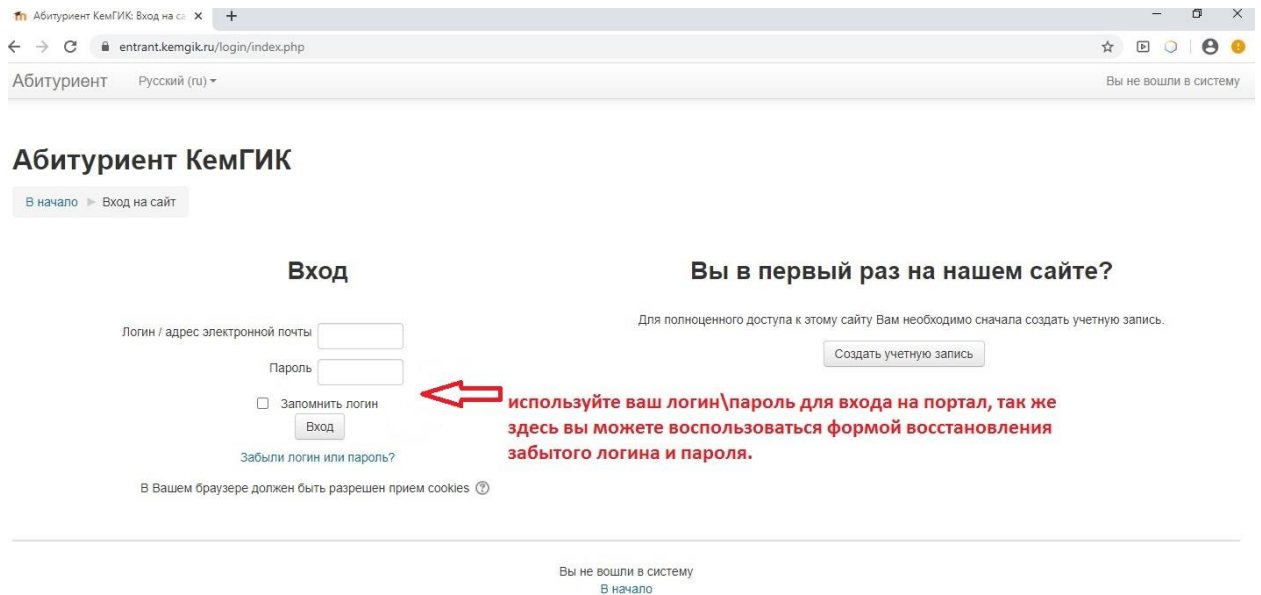 Абитуриент КемГИК: Вход на са
entrant.kemgik.ru/login/index.php
Абитуриент Русский (ru)
Вы не вошли в систему
Абитуриент КемГИК
В начало ► Вход на сайт
Вход
Логин / адрес электронной почты
Пароль
Запомнить логин
Вход
Забыли логин или пароль?
В Вашем браузере должен быть разрешен прием cookies
Вы в первый раз на нашем сайте?
Для полноценного доступа к этому сайту Вам необходимо сначала создать учетную запись.
Создать учетную запись
используйте ваш логин\пароль для входа на портал, так же
здесь вы можете воспользоваться формой восстановления
забытого логина и пароля.
Вы не вошли в систему
В начало